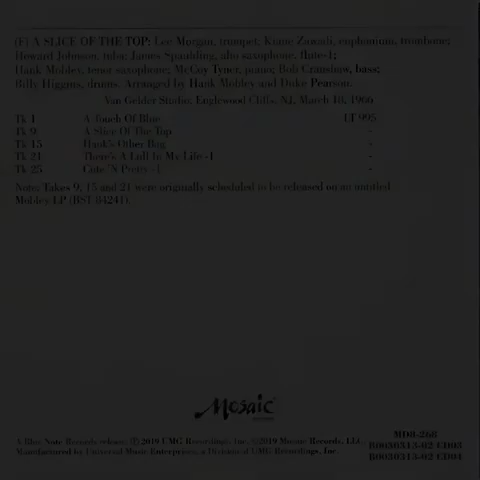 (F) A SLICE OF THE TOP: Lee Morgan, trumpet; Kiane Zawadi, euphonium, trombone;
Howard Johnson, tuba; James Spaulding, alto saxophone, flute-1;
Hank Mobley, tenor saxophone; McCoy Tyner, piano; Bob Cranshaw, bass;
Billy Higgins, drums. Arranged by Hank Mobley and Duke Pearson.
Van Gelder Studio, Englewood Cliffs, NJ, March 18, 1966
Tk 1 A Touch Of Blue LT 995
Tk 9 A Slice Of The Top -
Tk 15 Hank's Other Bag -
Tk 21 There's A Lull In My Life -1 -
Tk 25 Cute 'N Pretty -1 -
Note: Takes 9, 15 and 21 were originally scheduled to be released on an untitled
Mobley LP (BST 84241).
Mosaic
A Blue Note Records release. Ⓟ 2019 UMG Recordings, Inc. ©2019 Mosaic Records, LLC.
Manufactured by Universal Music Enterprises, a Division of UMG Recordings, Inc.
MD8-268
B0030313-02 CD03
B0030313-02 CD04